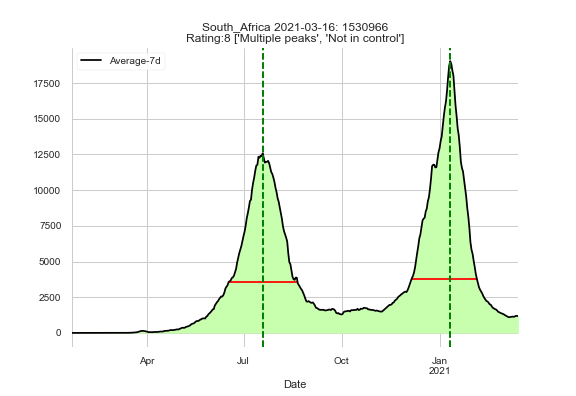 South_Africa 2021-03-16: 1530966
Rating:8 ['Multiple peaks', 'Not in control']
Average-7d
17500
15000
12500
10000
7500
5000
2500
0
Apr
Jul
Oct
Jan
2021
Date